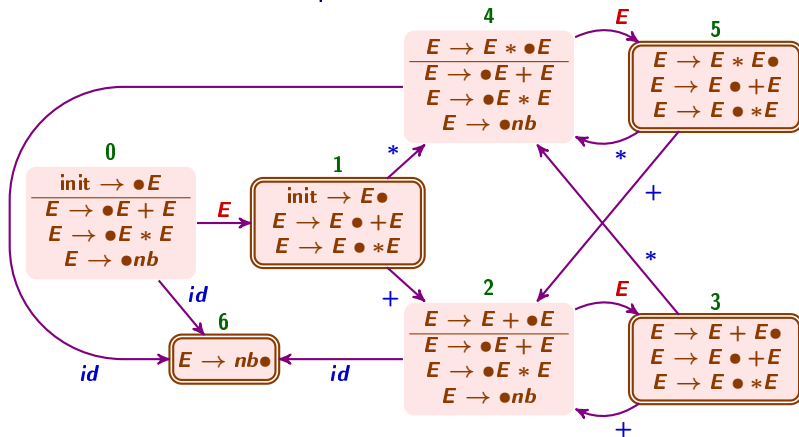 4
E → E * ●E
E → ●E + E
E → ●E * E
E → ●nb
E
5
E → E * E●
E → E ● +E
E → E ● *E
*
+
0
init → ●E
E → ●E + E
E → ●E * E
E → ●nb
E
1
init → E●
E → E ● +E
E → E ● *E
*
+
id
6
E → nb●
id
id
2
E → E + ●E
E → ●E + E
E → ●E * E
E → ●nb
E
*
3
E → E + E●
E → E ● +E
E → E ● *E
+